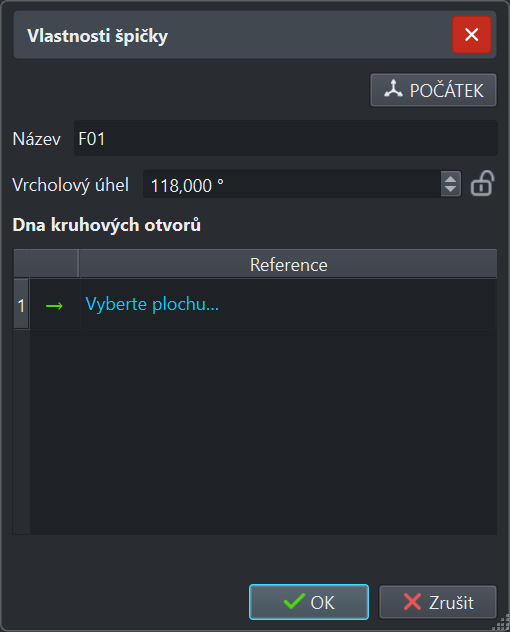 Vlastnosti špičky
POČÁTEK
Název F01
Vrcholový úhel 118,000 °
Dna kruhových otvorů
Reference
1 → Vyberte plochu...
OK Zrušit